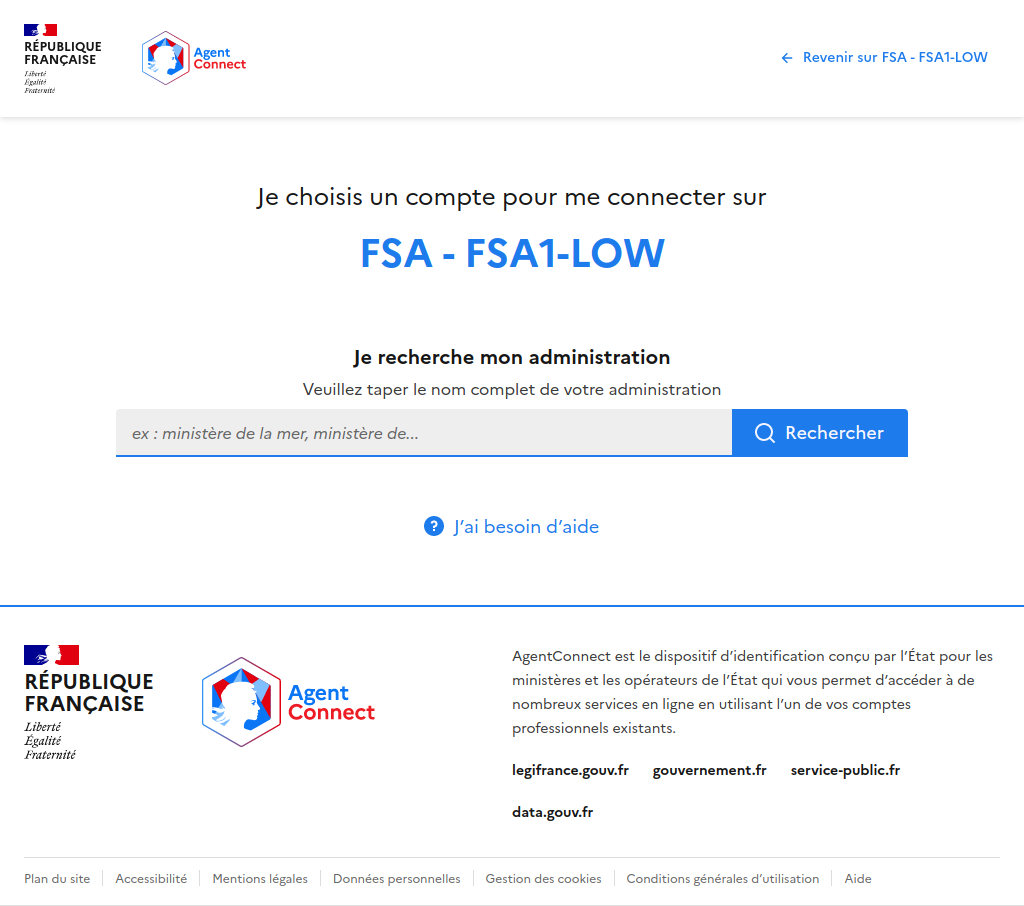 RÉPUBLIQUE
FRANÇAISE
Liberté
Égalité
Fraternité
Agent
Connect
Revenir sur FSA - FSA1-LOW
Je choisis un compte pour me connecter sur
FSA - FSA1-LOW
Je recherche mon administration
Veuillez taper le nom complet de votre administration
ex : ministère de la mer, ministère de...
Rechercher
? J’ai besoin d’aide
RÉPUBLIQUE
FRANÇAISE
Liberté
Égalité
Fraternité
Agent
Connect
AgentConnect est le dispositif d’identification conçu par l’État pour les
ministères et les opérateurs de l’État qui vous permet d’accéder à de
nombreux services en ligne en utilisant l’un de vos comptes
professionnels existants.
legifrance.gouv.fr gouvernement.fr service-public.fr
data.gouv.fr
Plan du site Accessibilité Mentions légales Données personnelles Gestion des cookies Conditions générales d’utilisation Aide